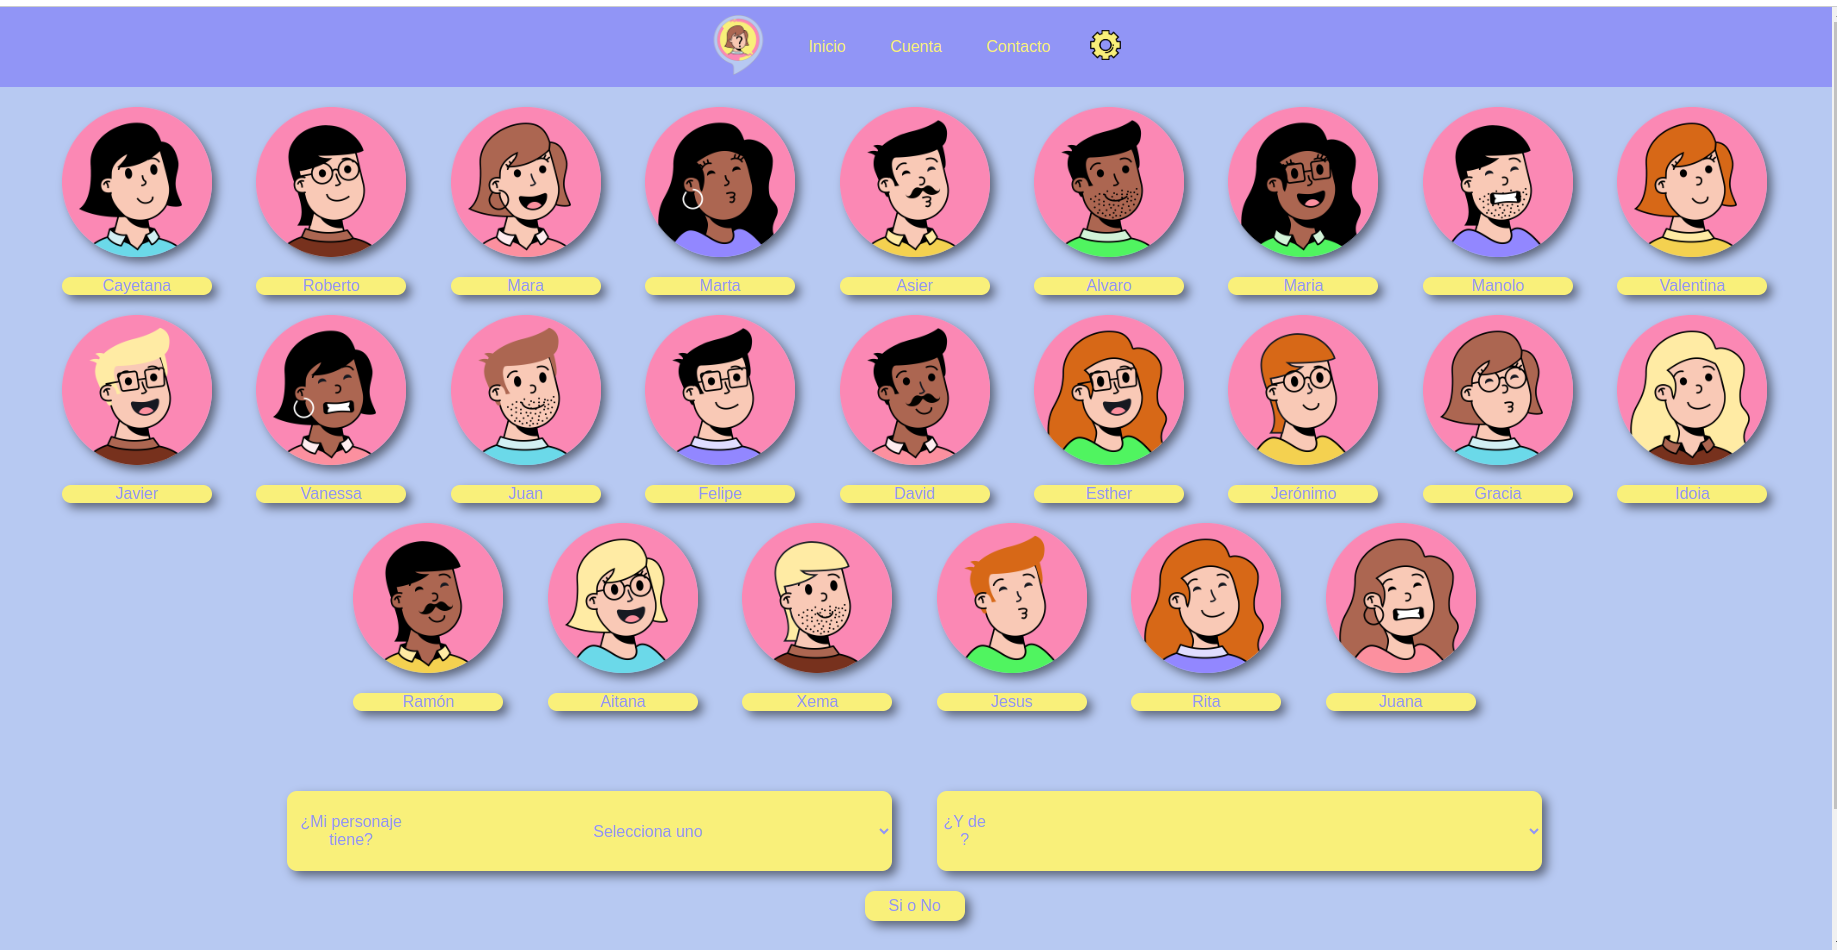 Inicio Cuenta Contacto
Cayetana Roberto Mara Marta Asier Alvaro Maria Manolo Valentina
Javier Vanessa Juan Felipe David Esther Jerónimo Gracia Idoia
Ramón Aitana Xema Jesus Rita Juana
¿Mi personaje
tiene?
Selecciona uno
¿Y de
?
Si o No